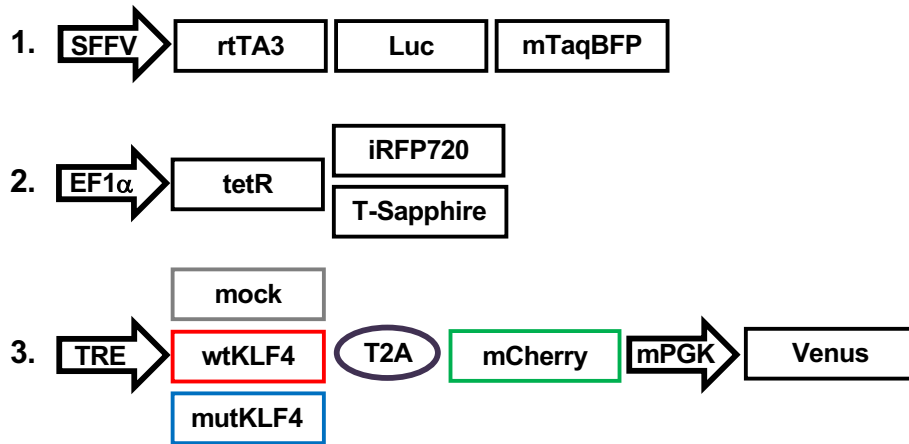 1. SFFV rtTA3 Luc mTaqBFP
iRFP720
2. EF1α tetR
T-Sapphire
mock
3. TRE wtKLF4 T2A mCherry mPGK Venus
mutKLF4